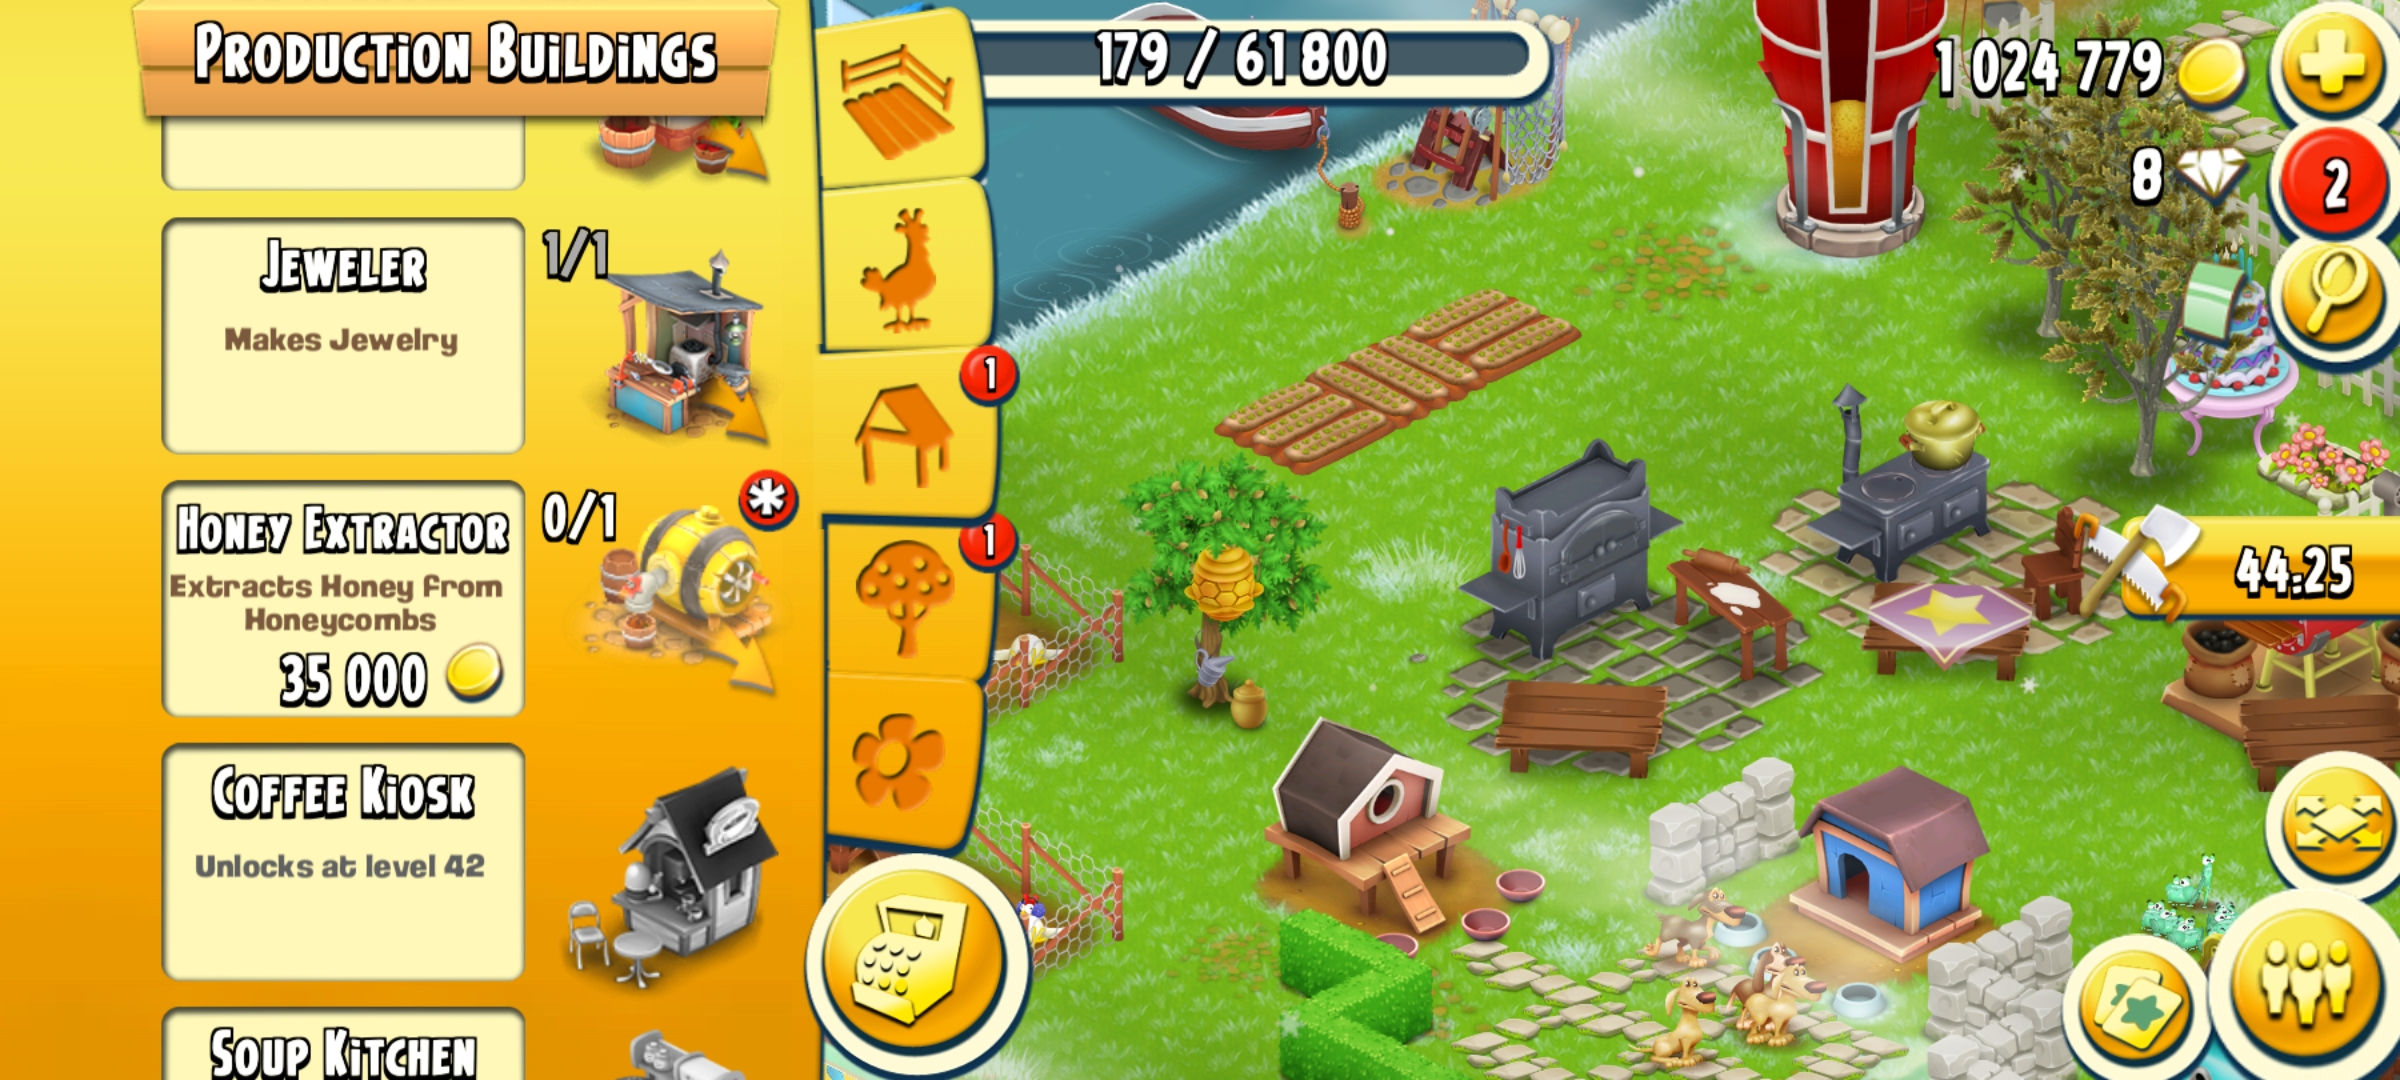 PRODUCTION BUILDINGS
179 / 61 800
1 024 779
8
2
JEWELER
1/1
Makes Jewelry
1
HONEY EXTRACTOR
0/1
*
Extracts Honey from
Honeycombs
35 000
1
44:25
COFFEE KIOSK
Unlocks at level 42
SOUP KITCHEN